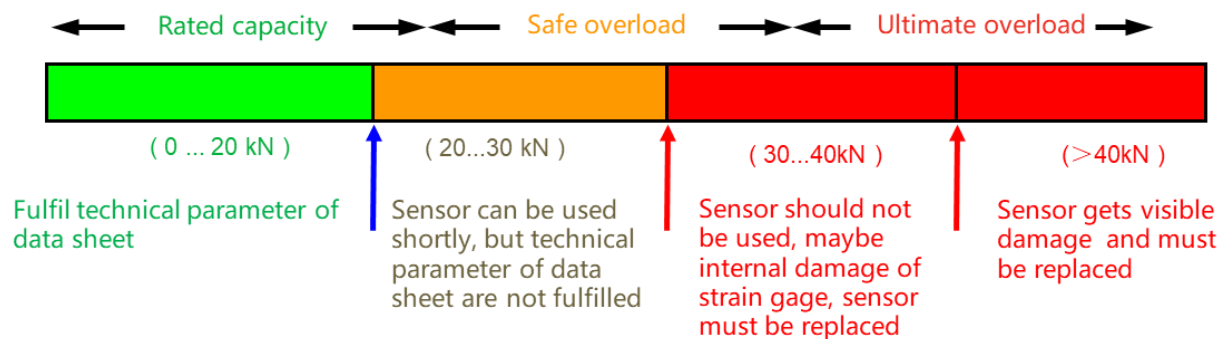 Rated capacity
Safe overload
Ultimate overload
( 0 ... 20 kN )
( 20...30 kN )
( 30...40kN )
(>40kN )
Fulfil technical parameter of
data sheet
Sensor can be used
shortly, but technical
parameter of data
sheet are not fulfilled
Sensor should not
be used, maybe
internal damage of
strain gage, sensor
must be replaced
Sensor gets visible
damage and must
be replaced